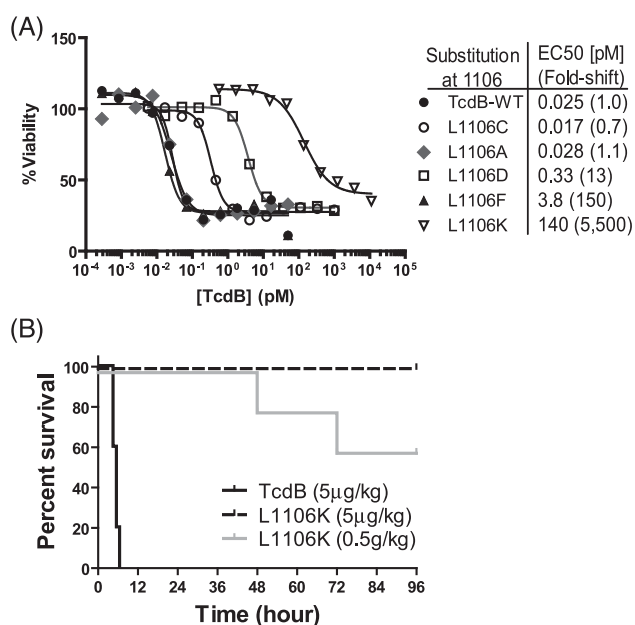 (A)
150
100
50
0
%Viability
10⁻⁴ 10⁻³ 10⁻² 10⁻¹ 10⁰ 10¹ 10² 10³ 10⁴ 10⁵
[TcdB] (pM)
Substitution at 1106 EC50 [pM] (Fold-shift)
TcdB-WT 0.025 (1.0)
L1106C 0.017 (0.7)
L1106A 0.028 (1.1)
L1106D 0.33 (13)
L1106F 3.8 (150)
L1106K 140 (5,500)
(B)
100
80
60
40
20
0
Percent survival
TcdB (5μg/kg)
L1106K (5μg/kg)
L1106K (0.5g/kg)
0 12 24 36 48 60 72 84 96
Time (hour)